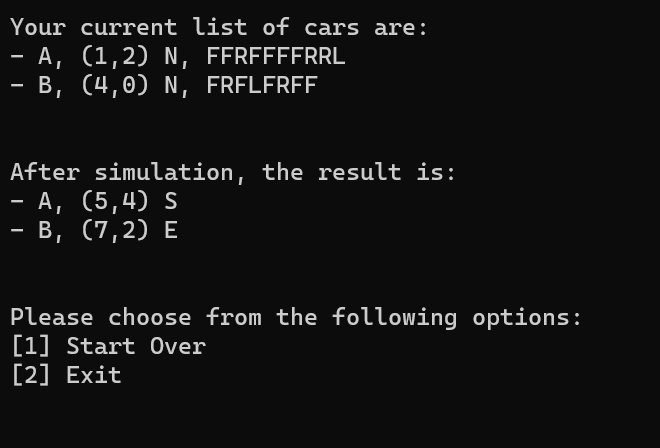 Your current list of cars are:
- A, (1,2) N, FFRFFFFRRL
- B, (4,0) N, FRFLFRFF
After simulation, the result is:
- A, (5,4) S
- B, (7,2) E
Please choose from the following options:
[1] Start Over
[2] Exit